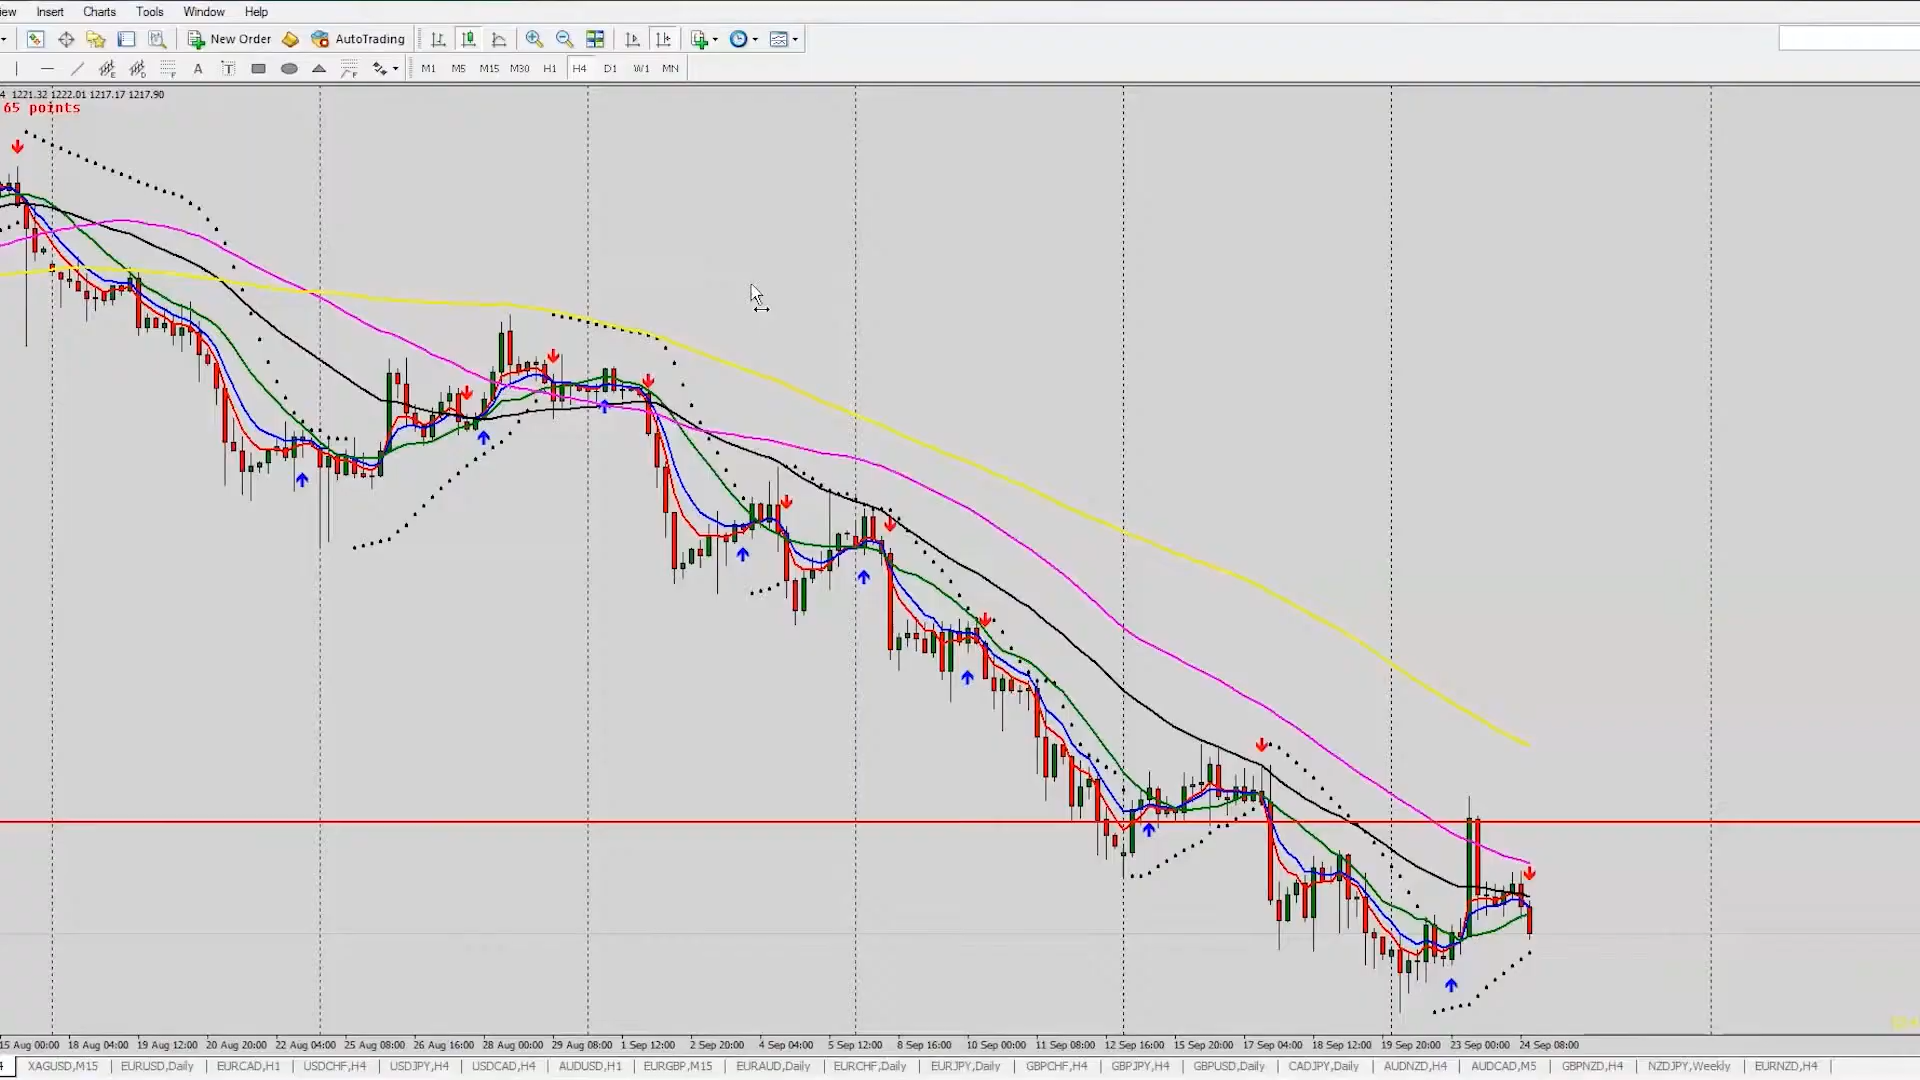 iew Insert Charts Tools Window Help
New Order AutoTrading
A T M1 M5 M15 M30 H1 H4 D1 W1 MN
4 1221.32 1222.01 1217.17 1217.90
65 points
15 Aug 00:00 18 Aug 04:00 19 Aug 12:00 20 Aug 20:00 22 Aug 04:00 25 Aug 08:00 26 Aug 16:00 28 Aug 00:00 29 Aug 08:00 1 Sep 12:00 2 Sep 20:00 4 Sep 04:00 5 Sep 12:00 8 Sep 16:00 10 Sep 00:00 11 Sep 08:00 12 Sep 16:00 15 Sep 20:00 17 Sep 04:00 18 Sep 12:00 19 Sep 20:00 23 Sep 00:00 24 Sep 08:00
4 XAGUSD,M15 EURUSD,Daily EURCAD,H1 USDCHF,H4 USDJPY,H4 USDCAD,H4 AUDUSD,H1 EURGBP,M15 EURAUD,Daily EURCHF,Daily EURJPY,Daily GBPCHF,H4 GBPJPY,H4 GBPUSD,Daily CADJPY,Daily AUDNZD,H4 AUDCAD,M5 GBPNZD,H4 NZDJPY,Weekly EURNZD,H4